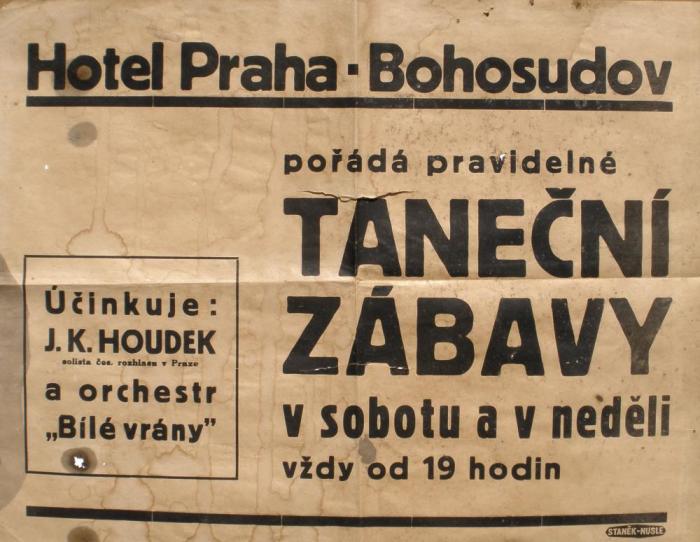 Hotel Praha · Bohosudov
pořádá pravidelné
TANEČNÍ
ZÁBAVY
v sobotu a v neděli
vždy od 19 hodin
Účinkuje:
J. K. HOUDEK
solista čs. rozhlasu v Praze
a orchestr
„Bílé vrány”
STANĚK-NUSLE